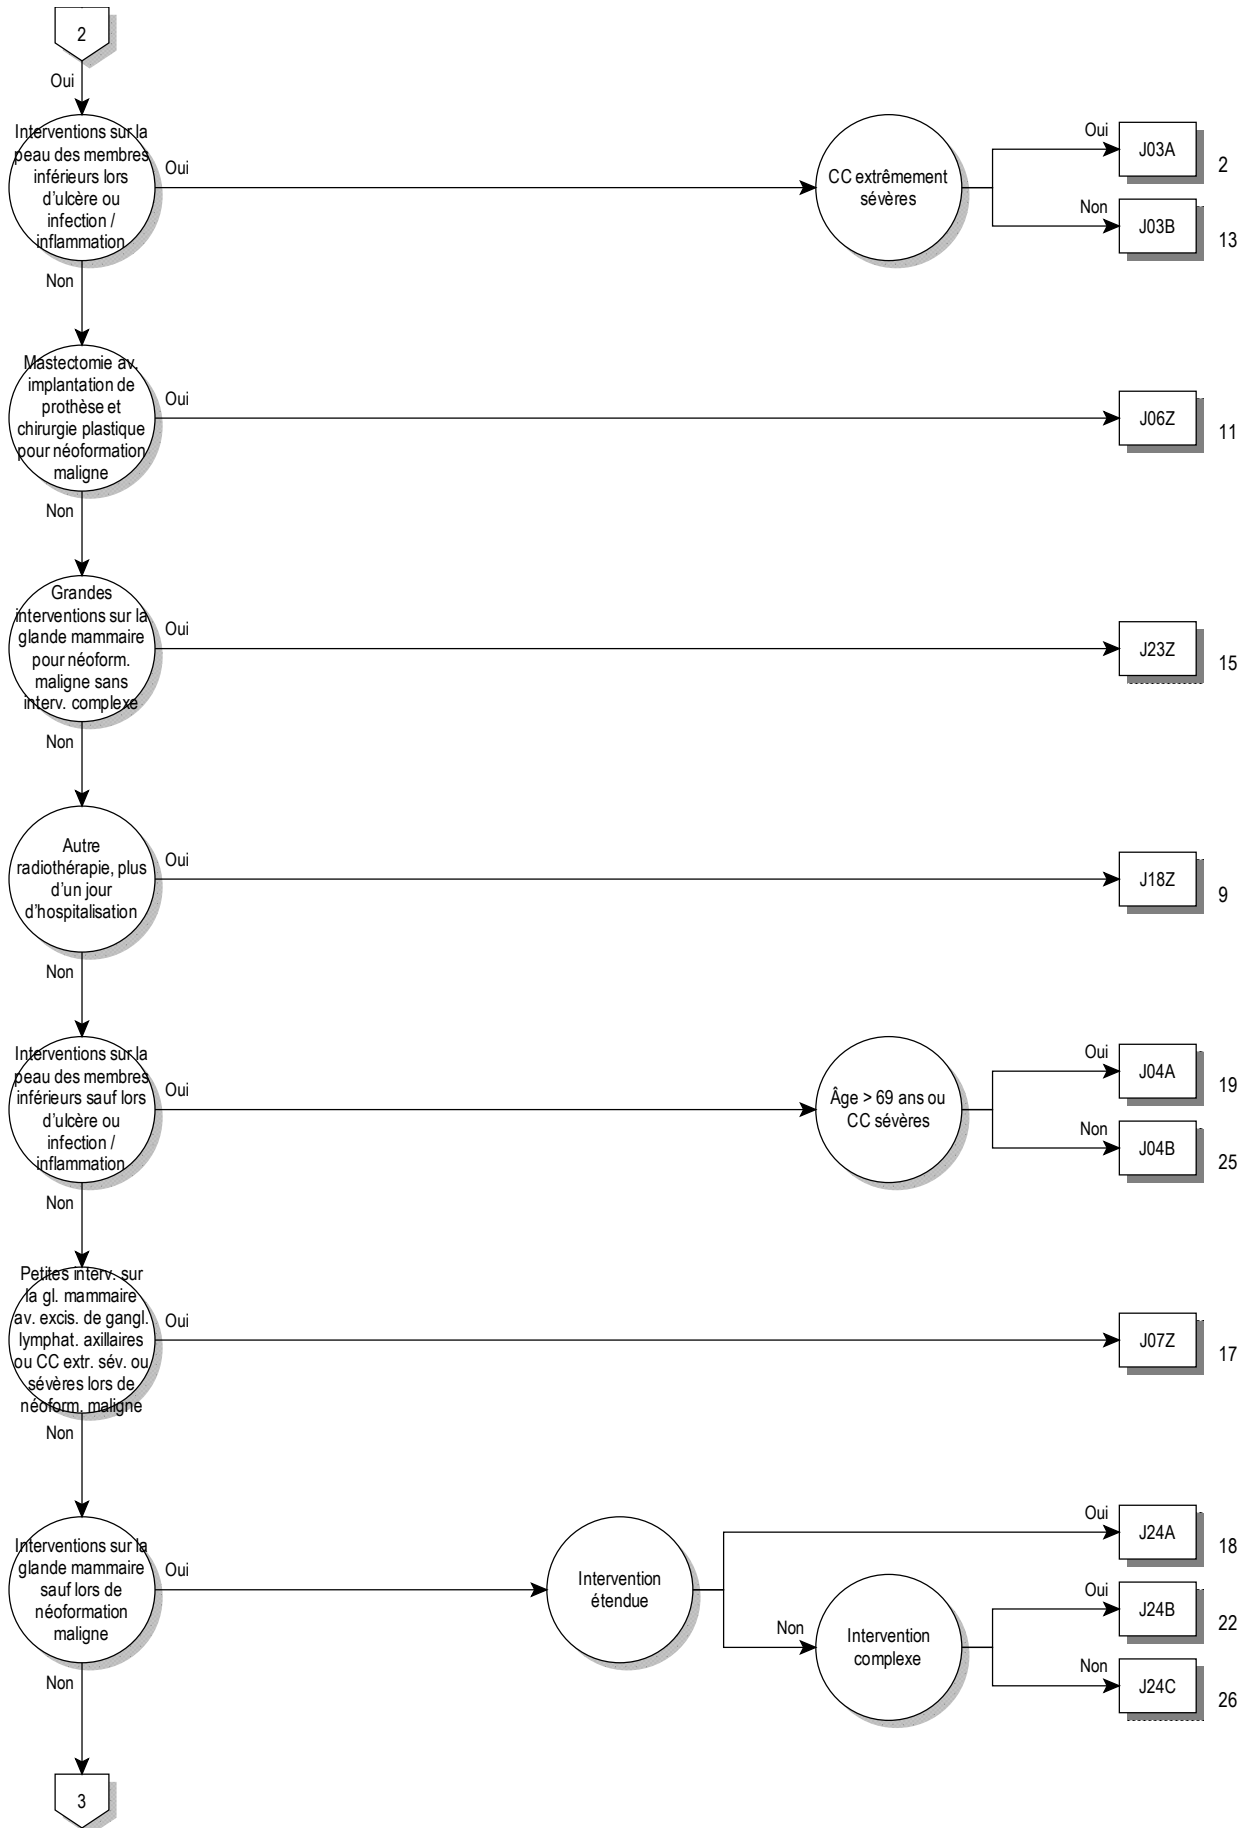 2
Oui
Interventions sur la
peau des membres
inférieurs lors
d'ulcère ou
infection /
inflammation
Oui
CC extrêmement
sévères
Oui
J03A
2
Non
J03B
13
Non
Mastectomie av.
implantation de
prothèse et
chirurgie plastique
pour néoformation
maligne
Oui
J06Z
11
Non
Grandes
interventions sur la
glande mammaire
pour néoform.
maligne sans
interv. complexe
Oui
J23Z
15
Non
Autre
radiothérapie, plus
d'un jour
d'hospitalisation
Oui
J18Z
9
Non
Interventions sur la
peau des membres
inférieurs sauf lors
d'ulcère ou
infection /
inflammation
Oui
Âge > 69 ans ou
CC sévères
Oui
J04A
19
Non
J04B
25
Non
Petites interv. sur
la gl. mammaire
av. excis. de gangl.
lymphat. axillaires
ou CC extr. sév. ou
sévères lors de
néoform. maligne
Oui
J07Z
17
Non
Interventions sur la
glande mammaire
sauf lors de
néoformation
maligne
Oui
Intervention
étendue
Oui
J24A
18
Non
Intervention
complexe
Oui
J24B
22
Non
J24C
26
Non
3